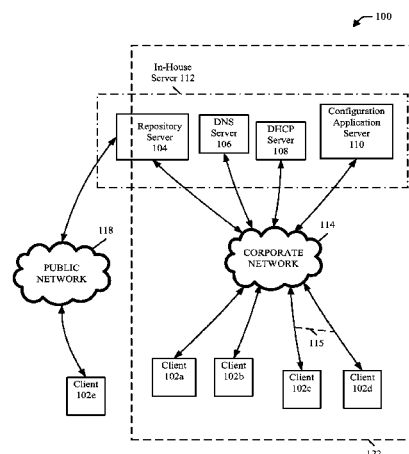 100
In-House
Server 112
Repository
Server
104
DNS
Server
106
DHCP
Server
108
Configuration
Application
Server
110
118
PUBLIC
NETWORK
114
CORPORATE
NETWORK
115
Client
102a
Client
102b
Client
102c
Client
102d
Client
102e
122